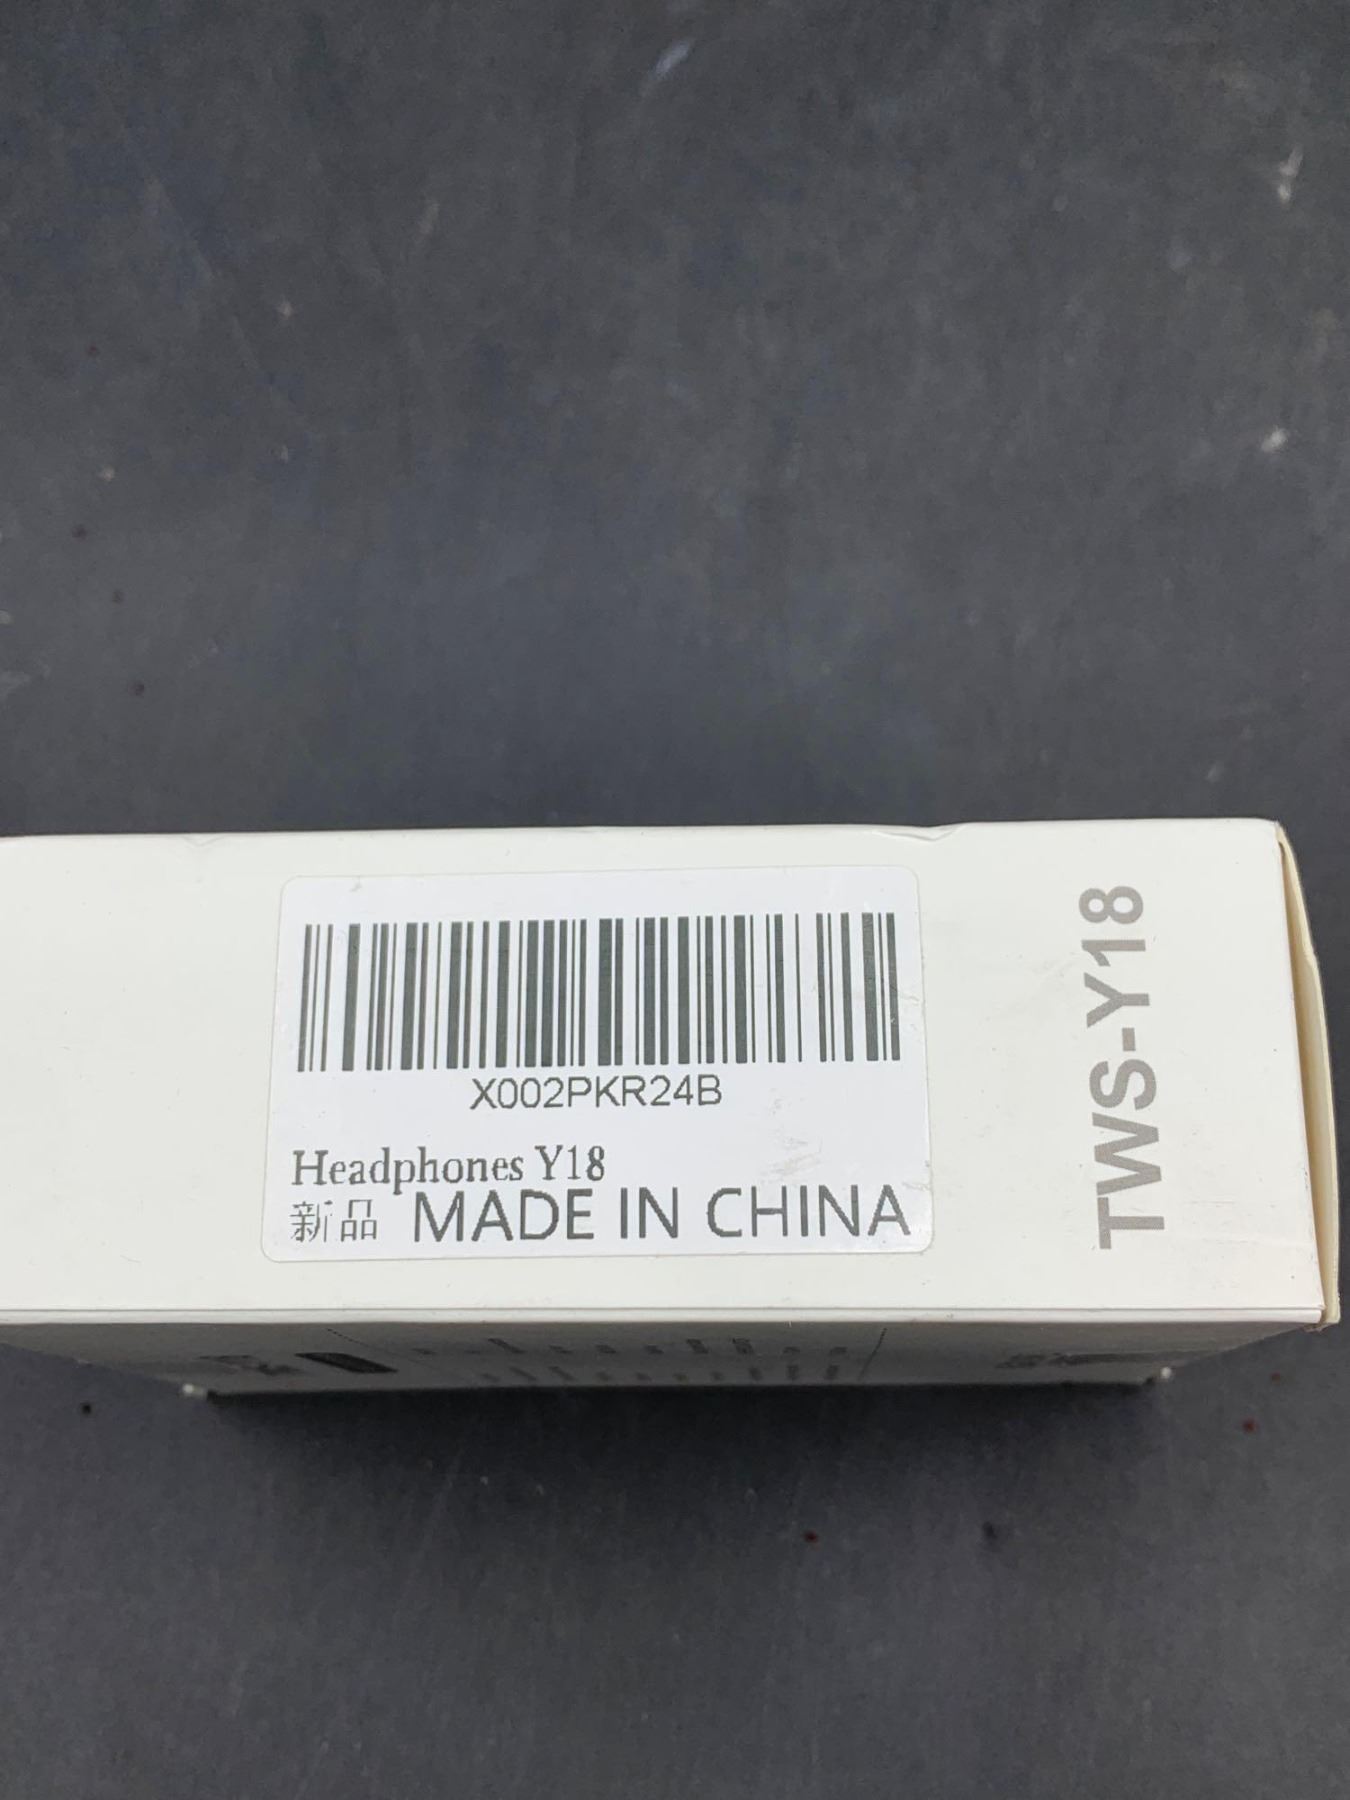 X002PKR24B
Headphones Y18
新品 MADE IN CHINA
TWS-Y18